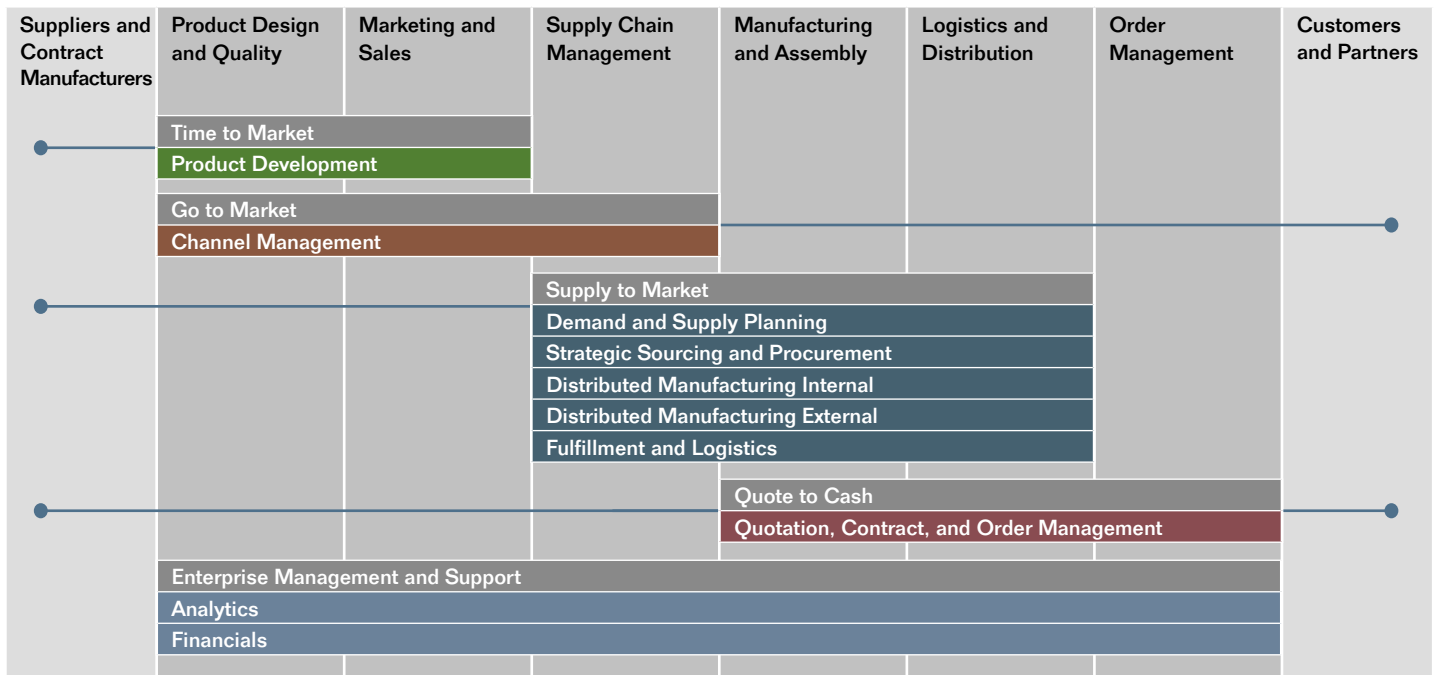 Suppliers and
Contract
Manufacturers
Product Design
and Quality
Marketing and
Sales
Supply Chain
Management
Manufacturing
and Assembly
Logistics and
Distribution
Order
Management
Customers
and Partners
Time to Market
Product Development
Go to Market
Channel Management
Supply to Market
Demand and Supply Planning
Strategic Sourcing and Procurement
Distributed Manufacturing Internal
Distributed Manufacturing External
Fulfillment and Logistics
Quote to Cash
Quotation, Contract, and Order Management
Enterprise Management and Support
Analytics
Financials